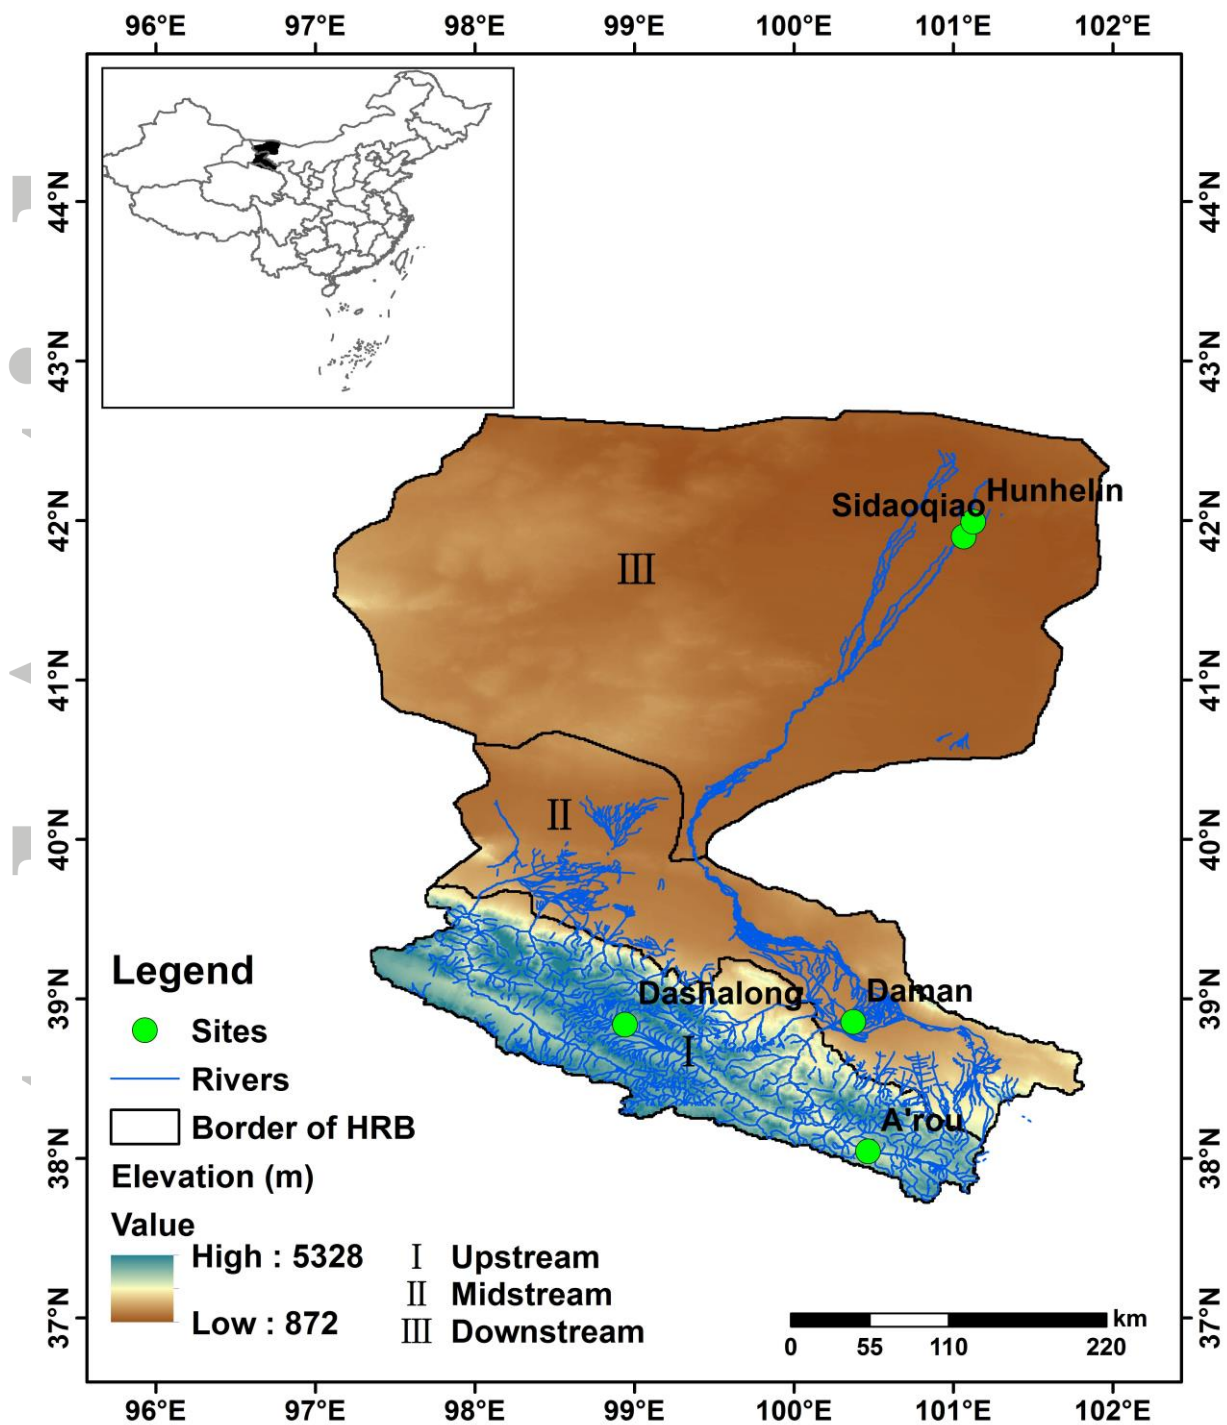 96°E 97°E 98°E 99°E 100°E 101°E 102°E
44°N 44°N
43°N 43°N
42°N 42°N
41°N 41°N
40°N 40°N
39°N 39°N
38°N 38°N
37°N 37°N
Hunhelin
Sidaoqiao
III
II
Dashalong
Daman
I
A'rou
Legend
Sites
Rivers
Border of HRB
Elevation (m)
Value
High : 5328
Low : 872
I Upstream
II Midstream
III Downstream
km
0 55 110 220
96°E 97°E 98°E 99°E 100°E 101°E 102°E